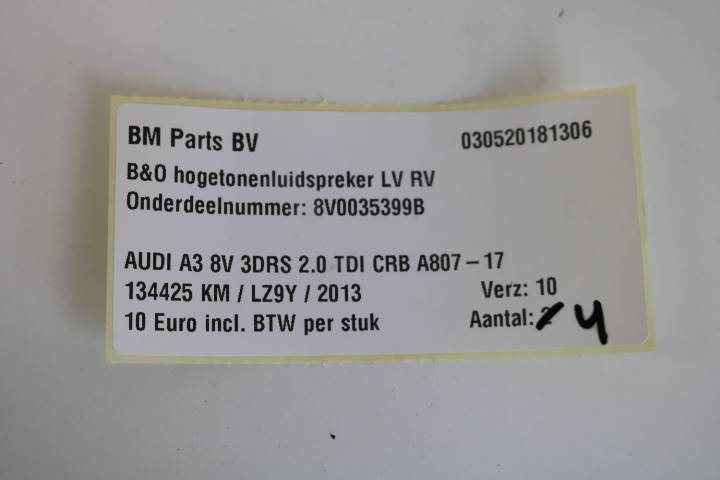 BM Parts BV 030520181306
B&O hogetonenluidspreker LV RV
Onderdeelnummer: 8V0035399B
AUDI A3 8V 3DRS 2.0 TDI CRB A807-17
134425 KM / LZ9Y / 2013 Verz: 10
10 Euro incl. BTW per stuk Aantal: 2 4